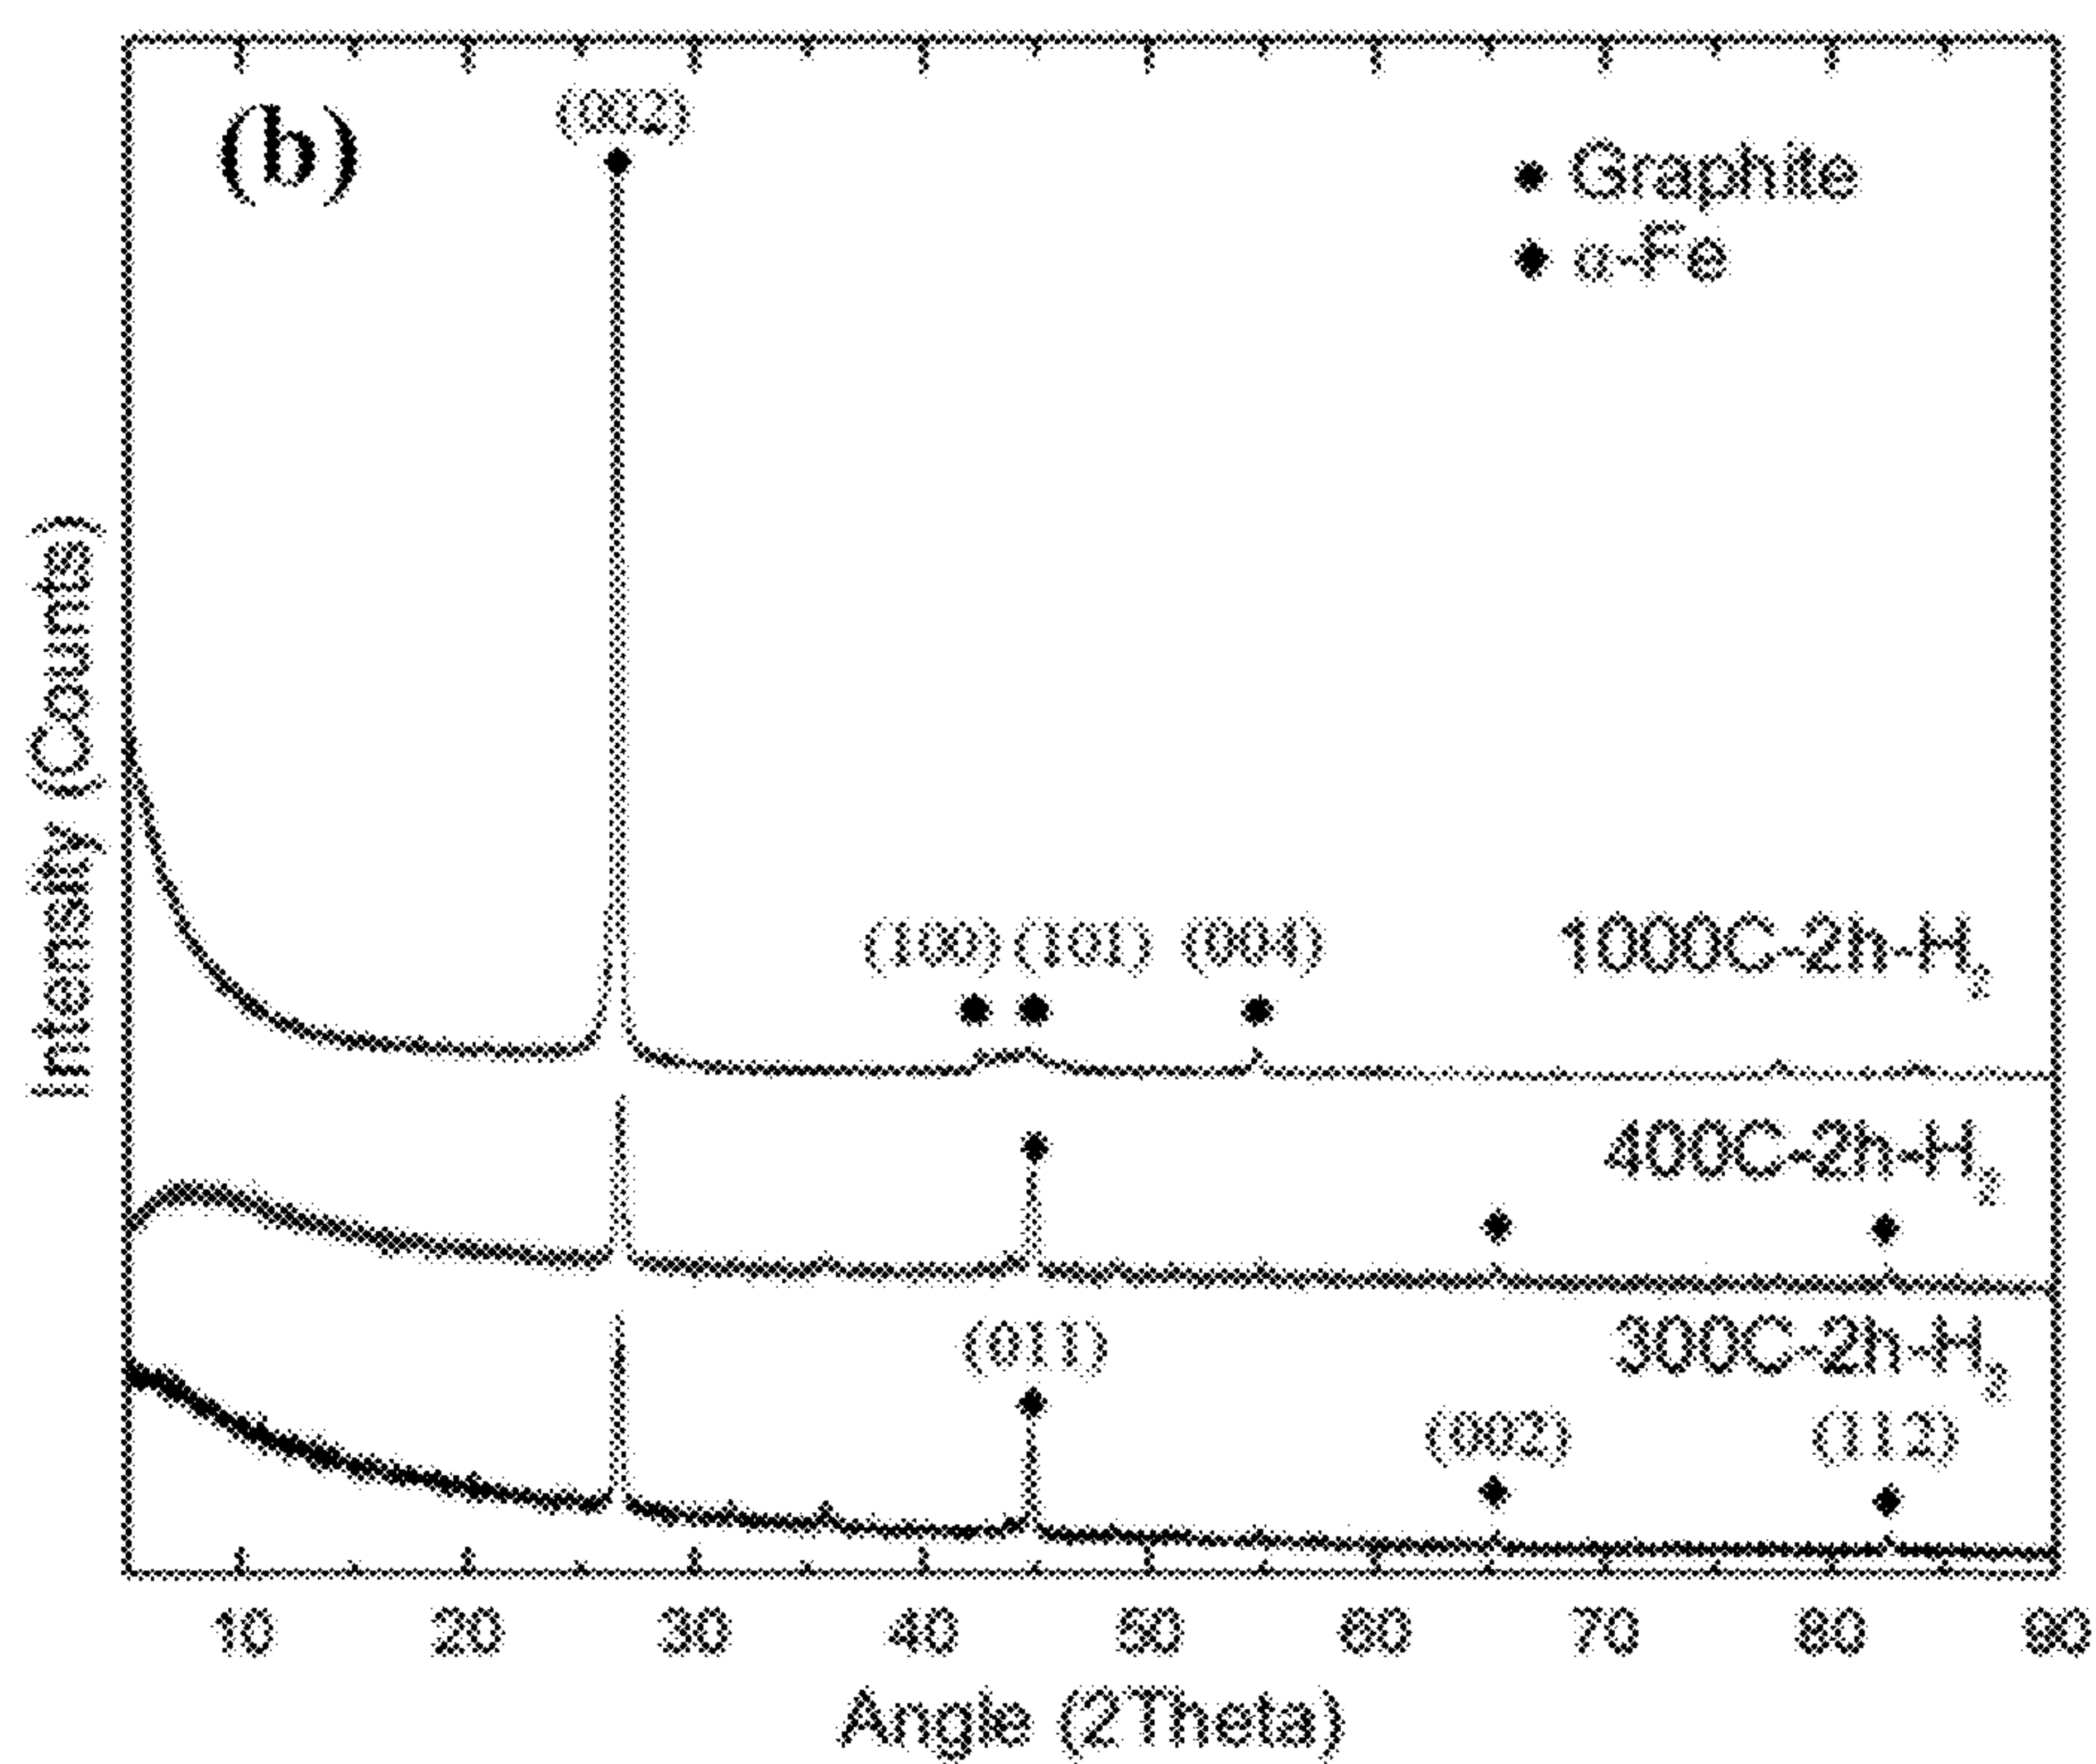 (b)
(002)
Graphite
α-Fe
Intensity (Counts)
(100) (101) (004)
1000C-2h-H₂
400C-2h-H₂
(011)
300C-2h-H₂
(002)
(112)
10 20 30 40 50 60 70 80 90
Angle (2Theta)